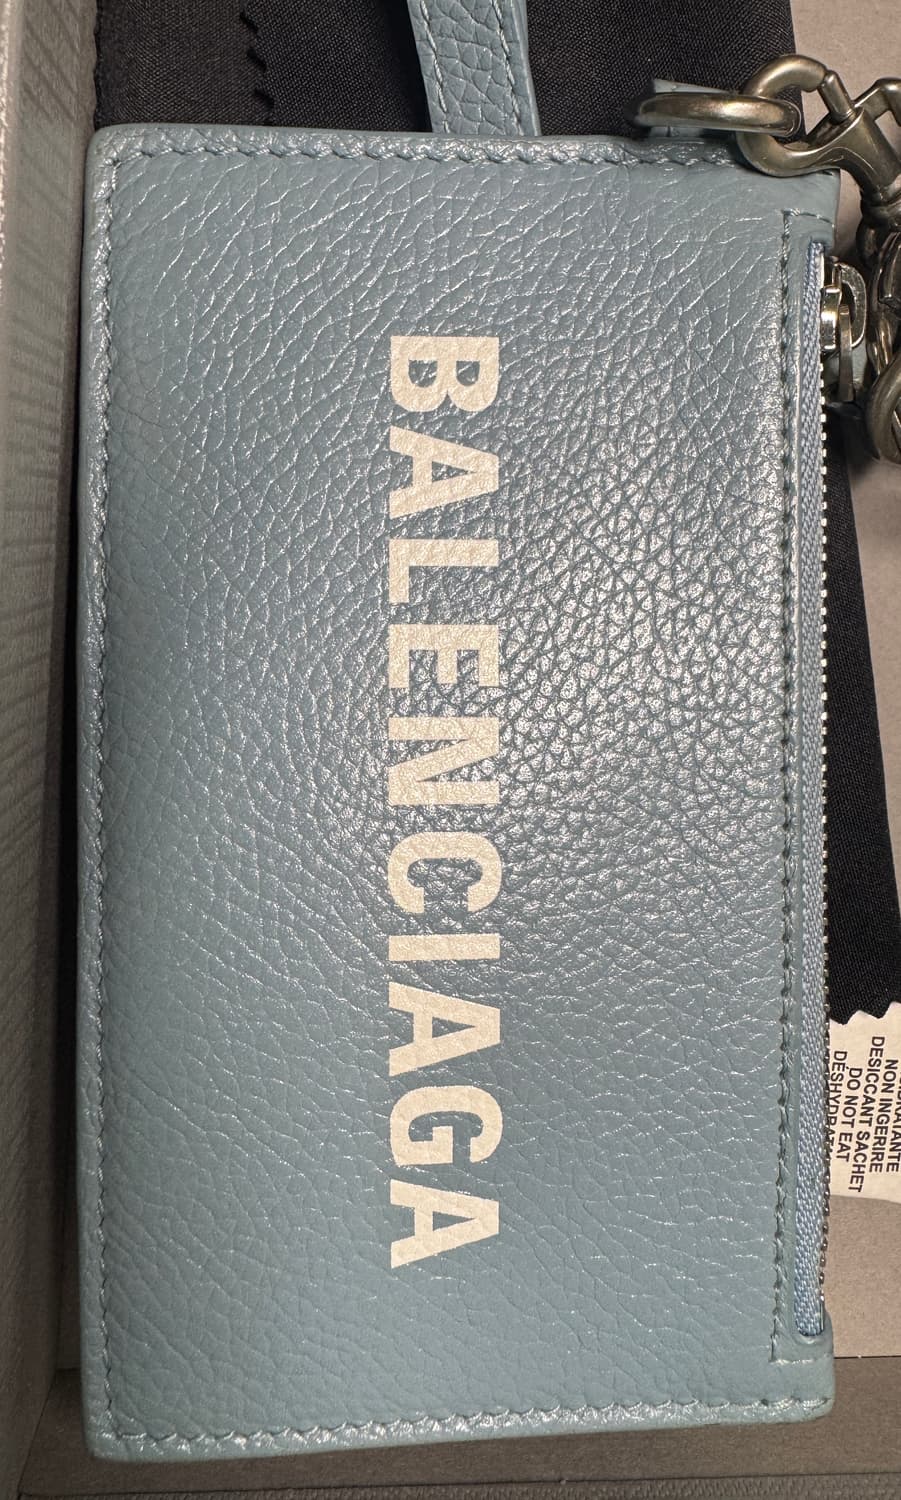 BALENCIAGA
NON INGERIRE
DESICCANT SACHET
DO NOT EAT